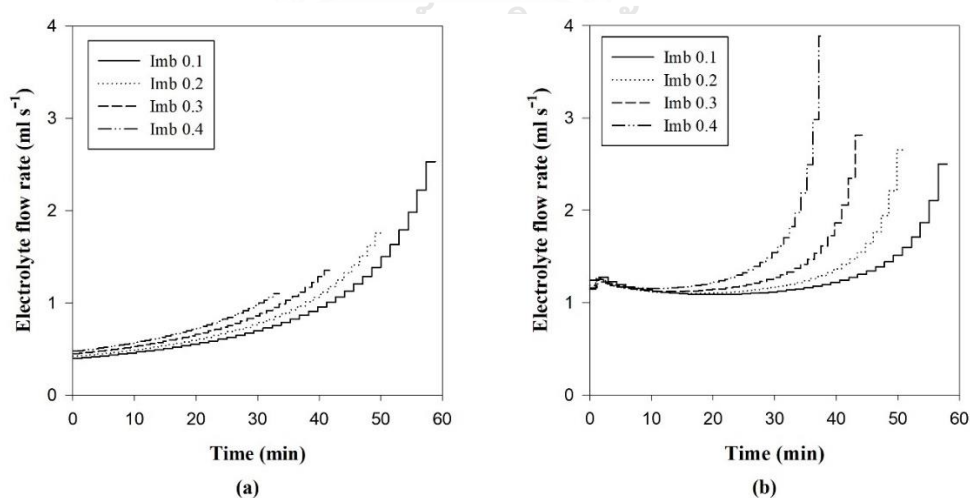 Electrolyte flow rate (ml s⁻¹)
4
3
2
1
0
Imb 0.1
Imb 0.2
Imb 0.3
Imb 0.4
0 10 20 30 40 50 60
Time (min)
(a)
Electrolyte flow rate (ml s⁻¹)
4
3
2
1
0
Imb 0.1
Imb 0.2
Imb 0.3
Imb 0.4
0 10 20 30 40 50 60
Time (min)
(b)